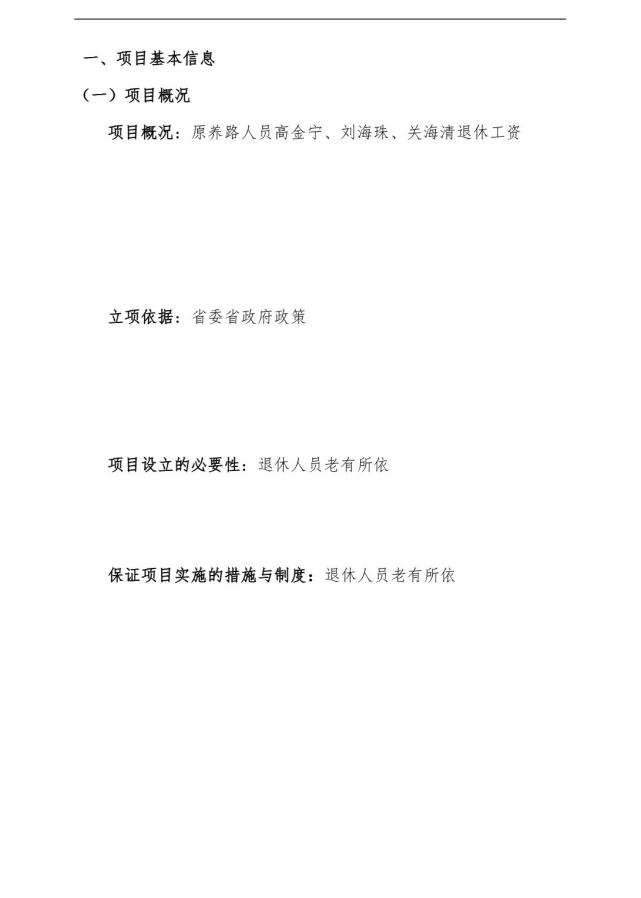 一、项目基本信息
（一）项目概况
项目概况：原养路人员高金宁、刘海珠、关海清退休工资
立项依据：省委省政府政策
项目设立的必要性：退休人员老有所依
保证项目实施的措施与制度：退休人员老有所依